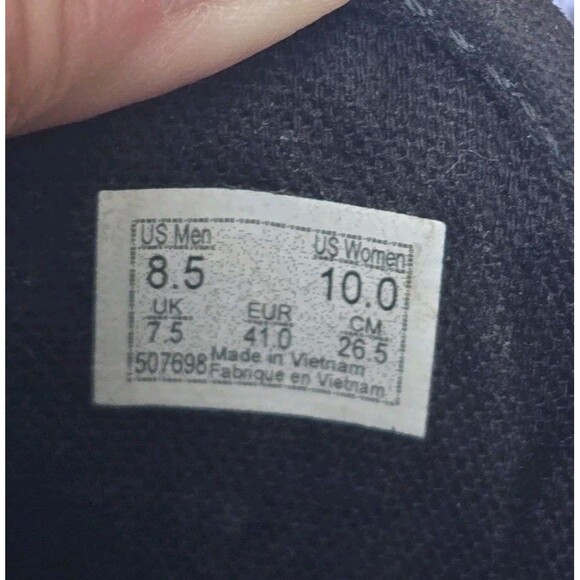 US Men US Women
8.5 10.0
UK EUR CM
7.5 41.0 26.5
507698 Made in Vietnam
Fabrique en Vietnam